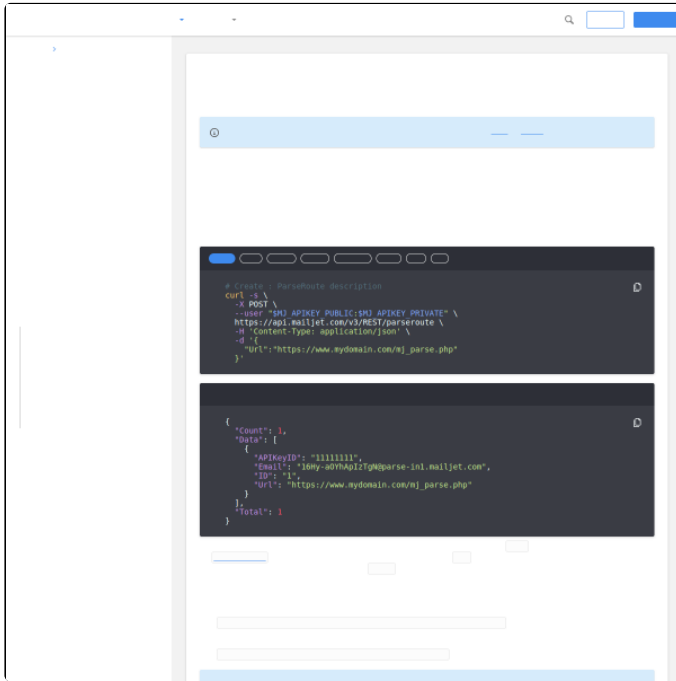 # Create : ParseRoute description
curl -s \
-X POST \
--user "$MJ_APIKEY_PUBLIC:$MJ_APIKEY_PRIVATE" \
https://api.mailjet.com/v3/REST/parseroute \
-H 'Content-Type: application/json' \
-d '{
"Url":"https://www.mydomain.com/mj_parse.php"
}'
{
"Count": 1,
"Data": [
{
"APIKeyID": "11111111",
"Email": "16Hy-aOYhApIzTgN@parse-in1.mailjet.com",
"ID": "1",
"Url": "https://www.mydomain.com/mj_parse.php"
}
],
"Total": 1
}